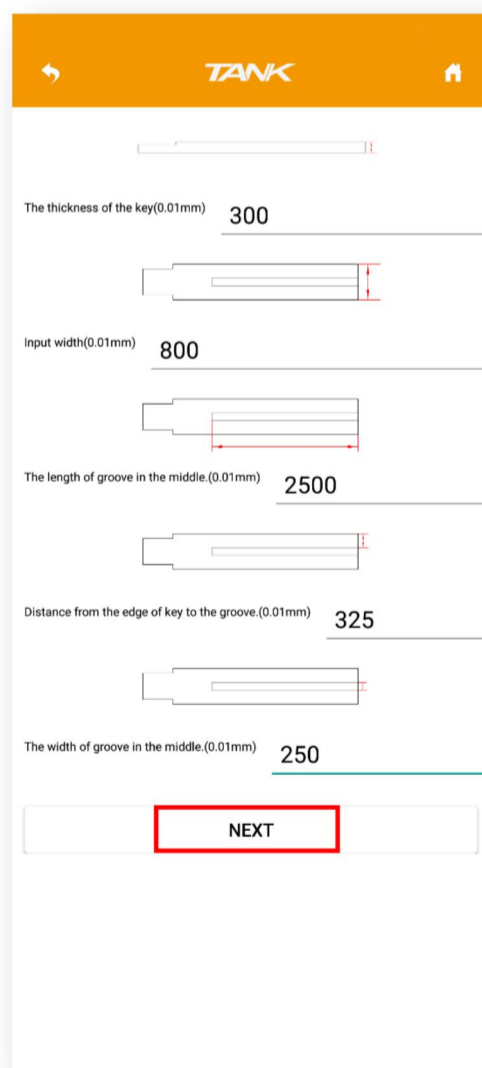 TANK
The thickness of the key(0.01mm) 300
Input width(0.01mm) 800
The length of groove in the middle.(0.01mm) 2500
Distance from the edge of key to the groove.(0.01mm) 325
The width of groove in the middle.(0.01mm) 250
NEXT